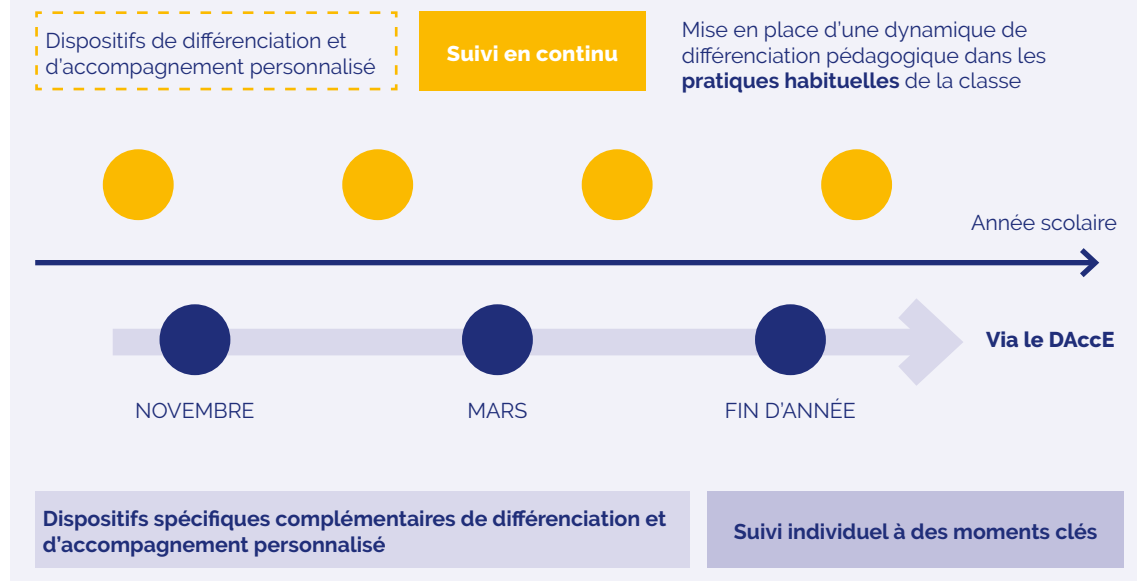 Dispositifs de différenciation et
d'accompagnement personnalisé
Suivi en continu
Mise en place d'une dynamique de
différenciation pédagogique dans les
pratiques habituelles de la classe
Année scolaire
Via le DAccE
NOVEMBRE
MARS
FIN D'ANNÉE
Dispositifs spécifiques complémentaires de différenciation et
d'accompagnement personnalisé
Suivi individuel à des moments clés